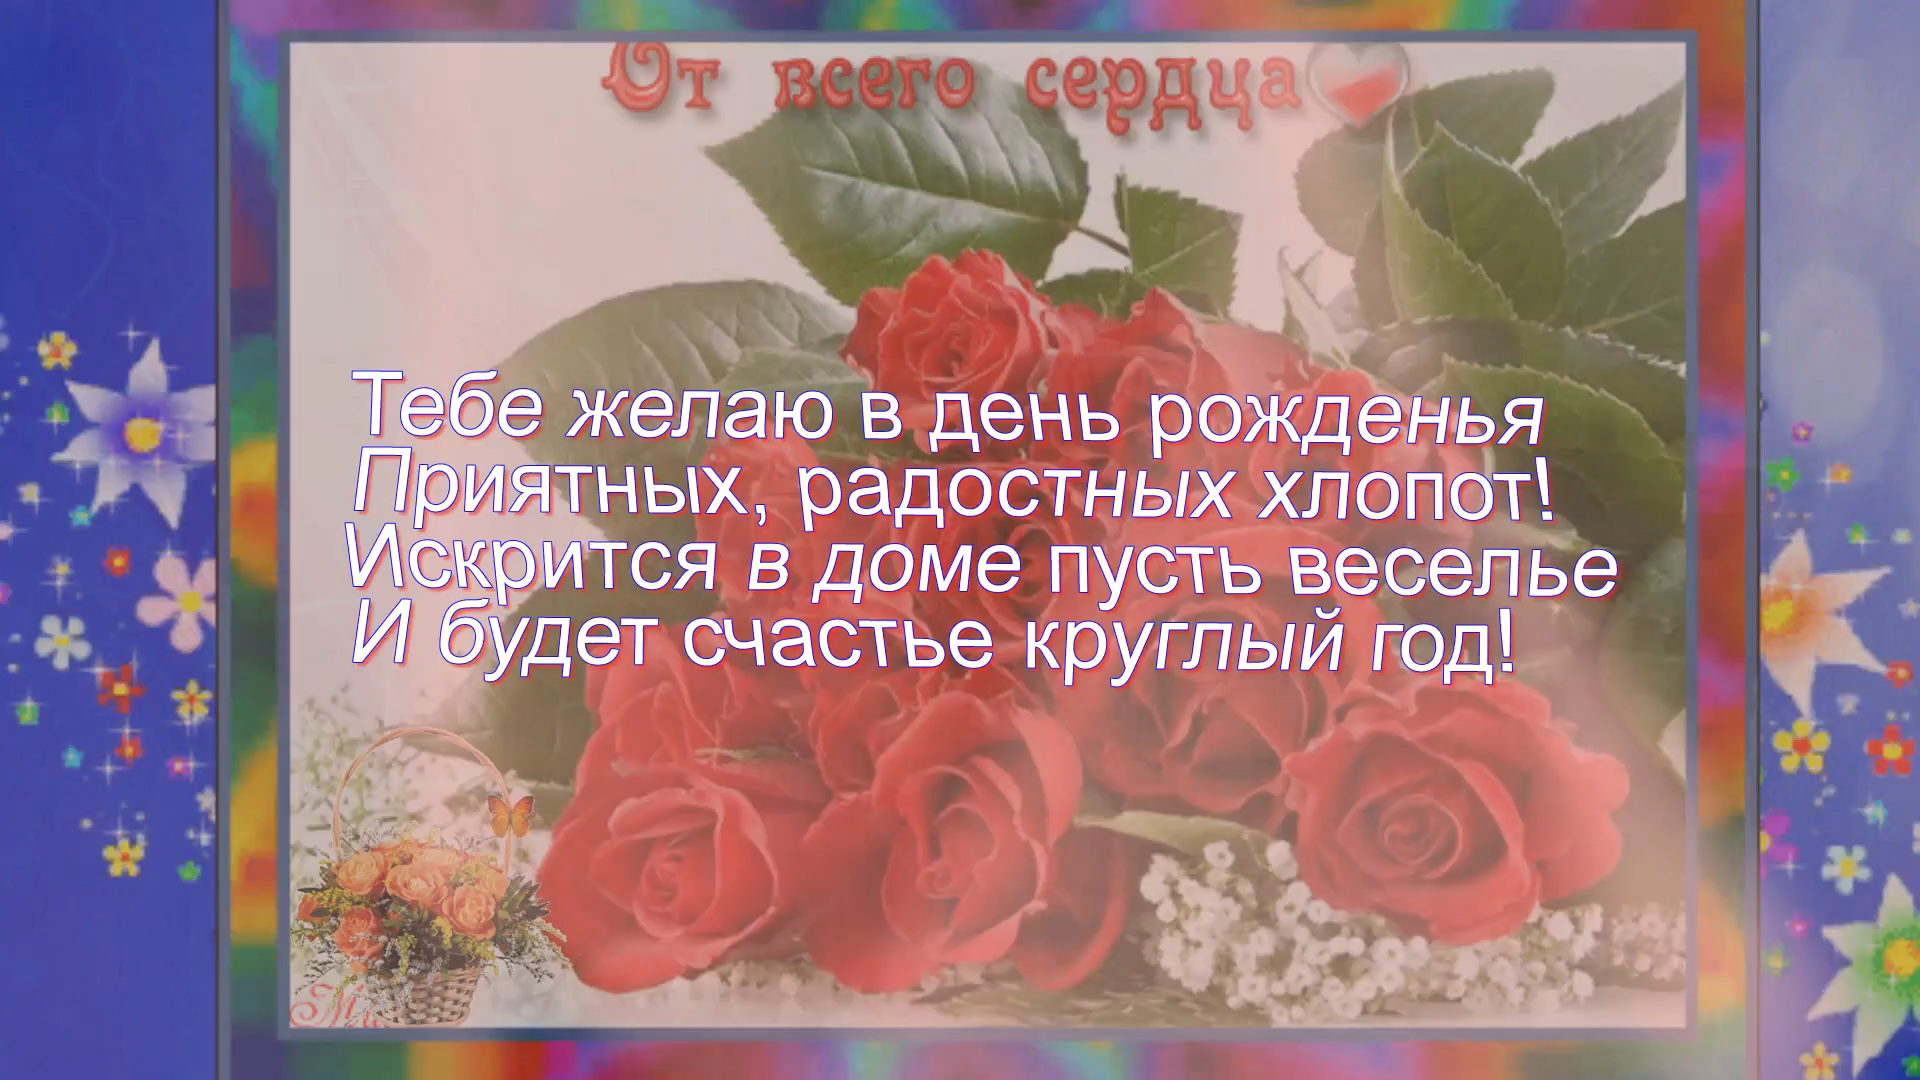 От всего сердца
Тебе желаю в день рожденья
Приятных, радостных хлопот!
Искрится в доме пусть веселье
И будет счастье круглый год!